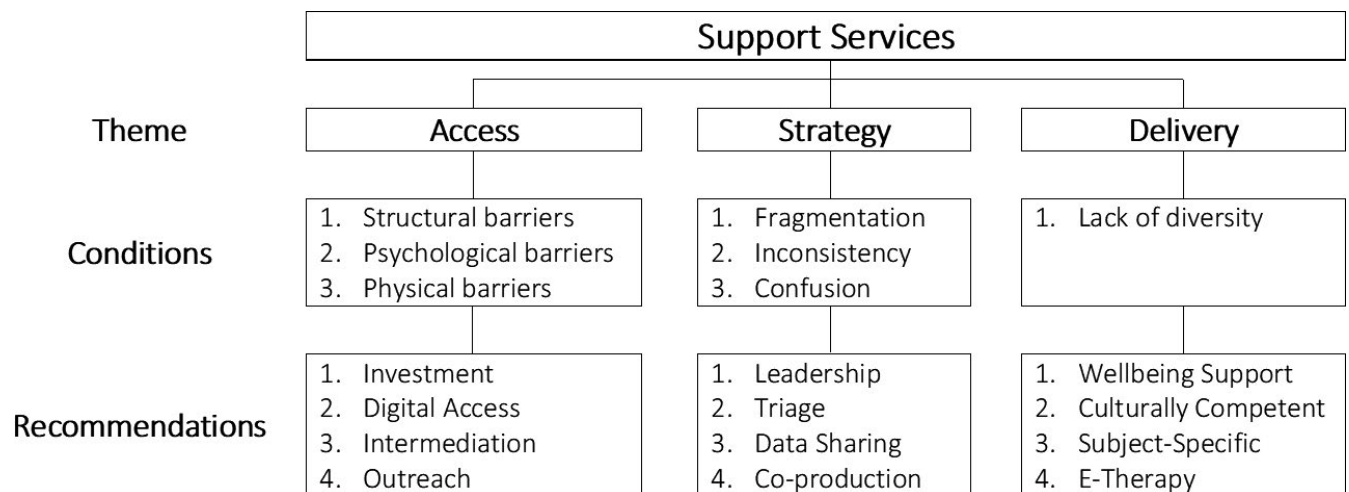 Support Services
Theme
Access
Strategy
Delivery
Conditions
1. Structural barriers
2. Psychological barriers
3. Physical barriers
1. Fragmentation
2. Inconsistency
3. Confusion
1. Lack of diversity
Recommendations
1. Investment
2. Digital Access
3. Intermediation
4. Outreach
1. Leadership
2. Triage
3. Data Sharing
4. Co-production
1. Wellbeing Support
2. Culturally Competent
3. Subject-Specific
4. E-Therapy